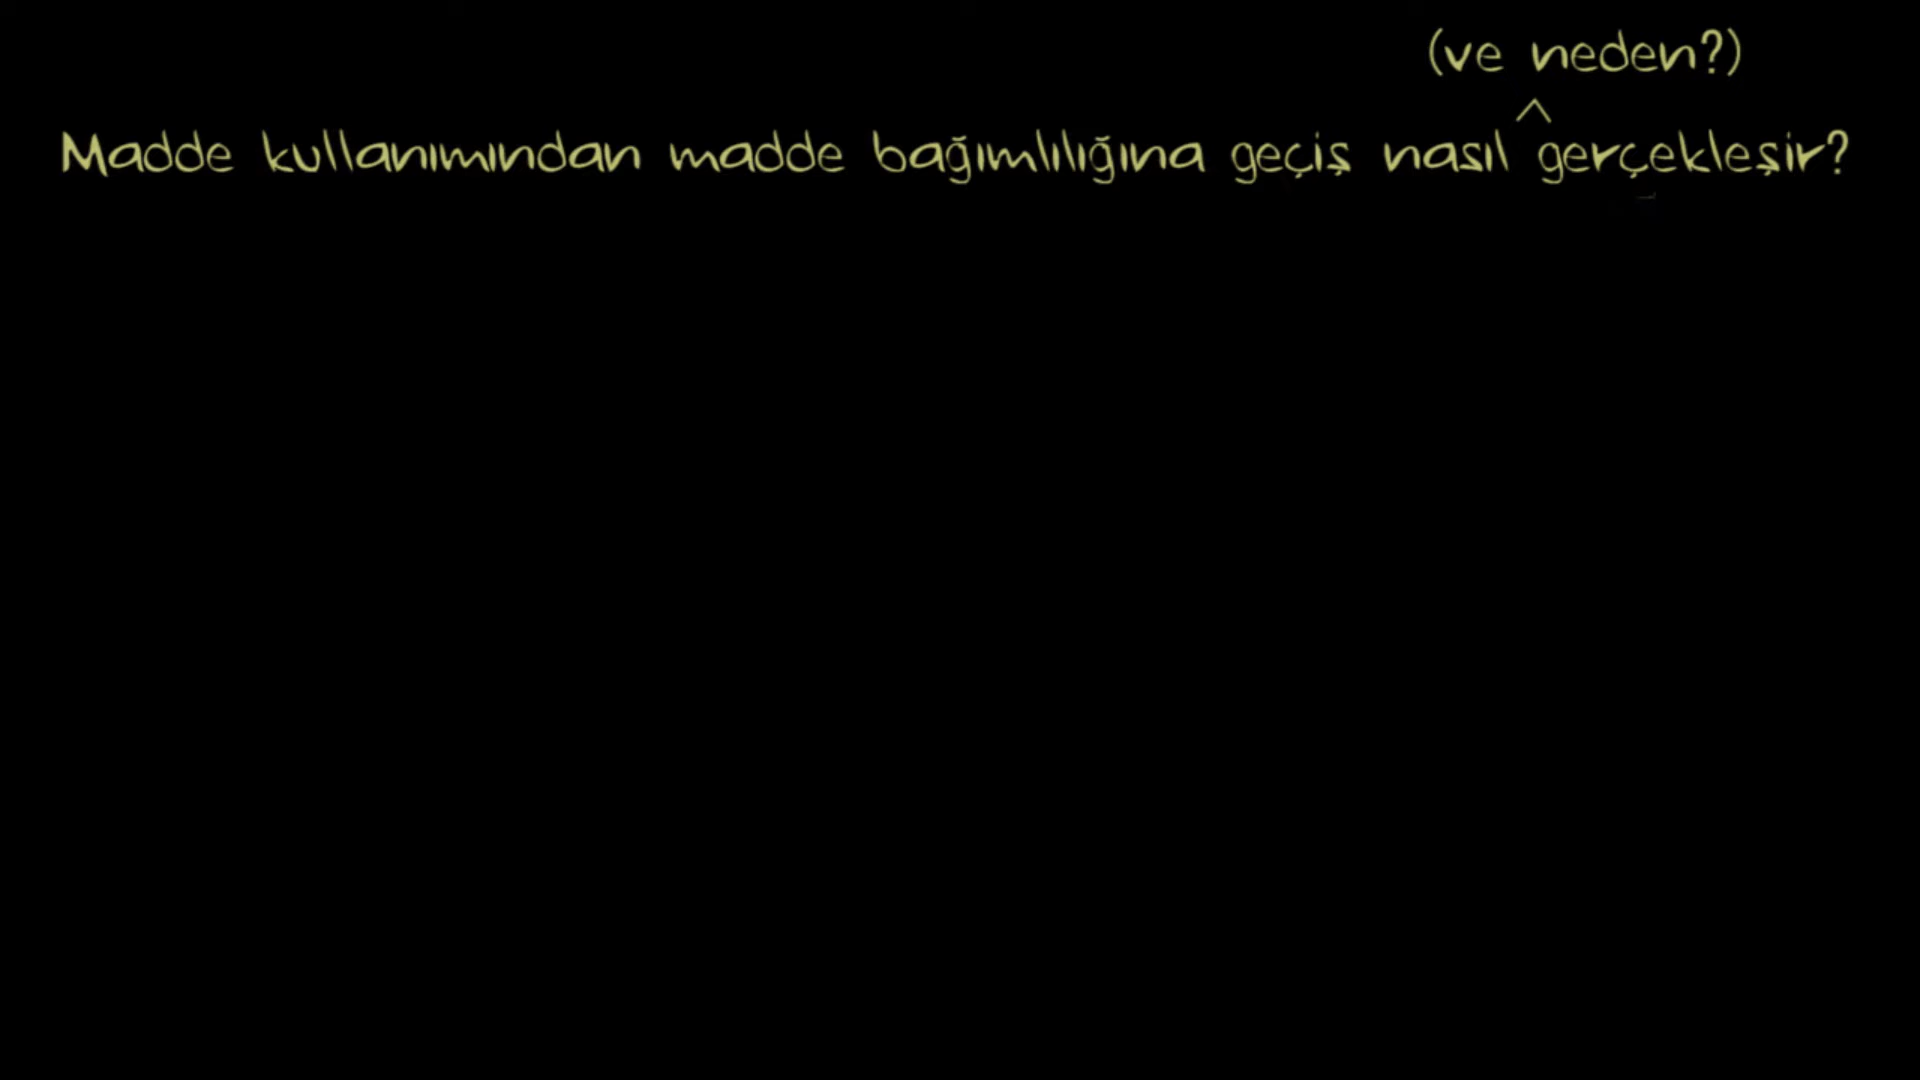 (ve neden?)
^
Madde kullanımından madde bağımlılığına geçiş nasıl gerçekleşir?